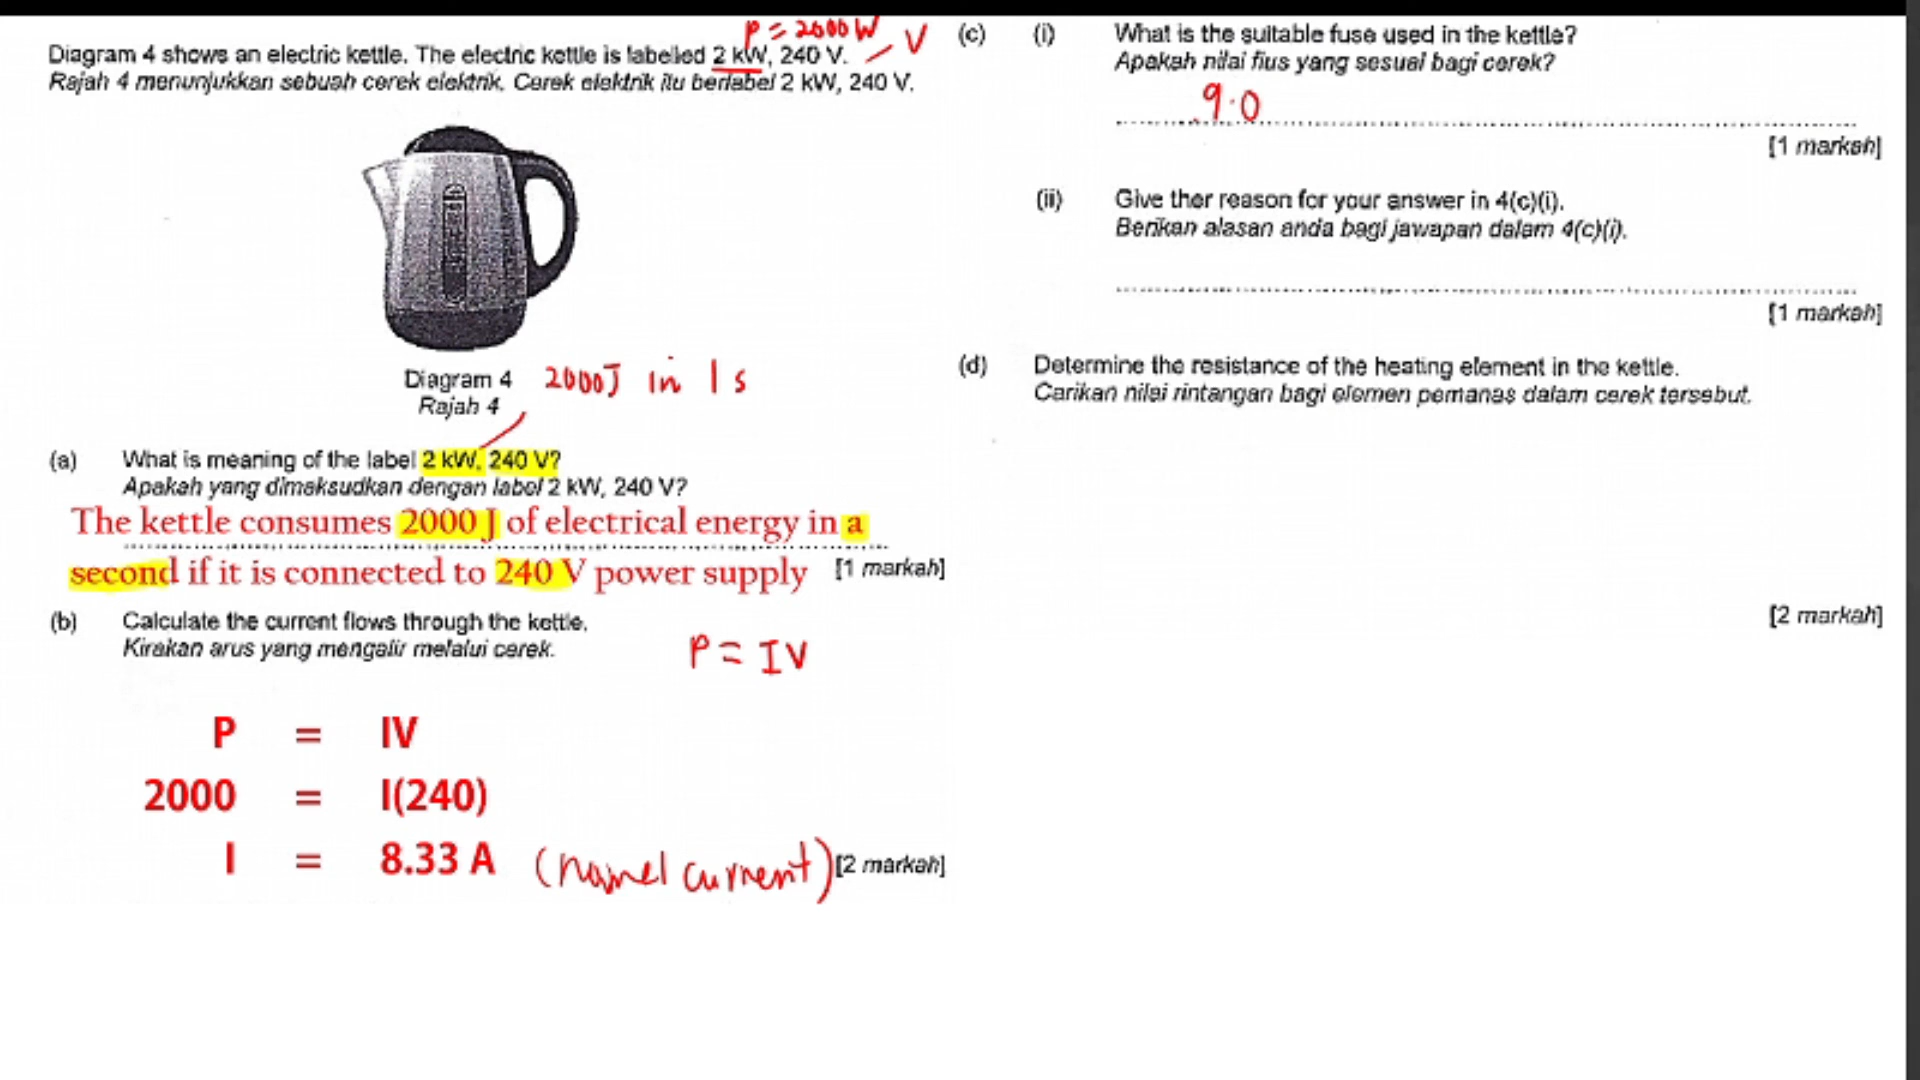 P = 2000W
V
Diagram 4 shows an electric kettle. The electric kettle is labelled 2 kW, 240 V.
Rajah 4 menunjukkan sebuah cerek elektrik. Cerek elektrik itu berlabel 2 kW, 240 V.
Diagram 4
Rajah 4
2000J in 1 s
(a) What is meaning of the label 2 kW, 240 V?
Apakah yang dimaksudkan dengan label 2 kW, 240 V?
The kettle consumes 2000 J of electrical energy in a
second if it is connected to 240 V power supply
[1 markah]
(b) Calculate the current flows through the kettle.
Kirakan arus yang mengalir melalui cerek.
P = IV
P = IV
2000 = I(240)
I = 8.33 A
current)
[2 markah]
(c) (i) What is the suitable fuse used in the kettle?
Apakah nilai fius yang sesuai bagi cerek?
9.0
[1 markah]
(ii) Give ther reason for your answer in 4(c)(i).
Berikan alasan anda bagi jawapan dalam 4(c)(i).
[1 markah]
(d) Determine the resistance of the heating element in the kettle.
Carikan nilai rintangan bagi elemen pemanas dalam cerek tersebut.
[2 markah]